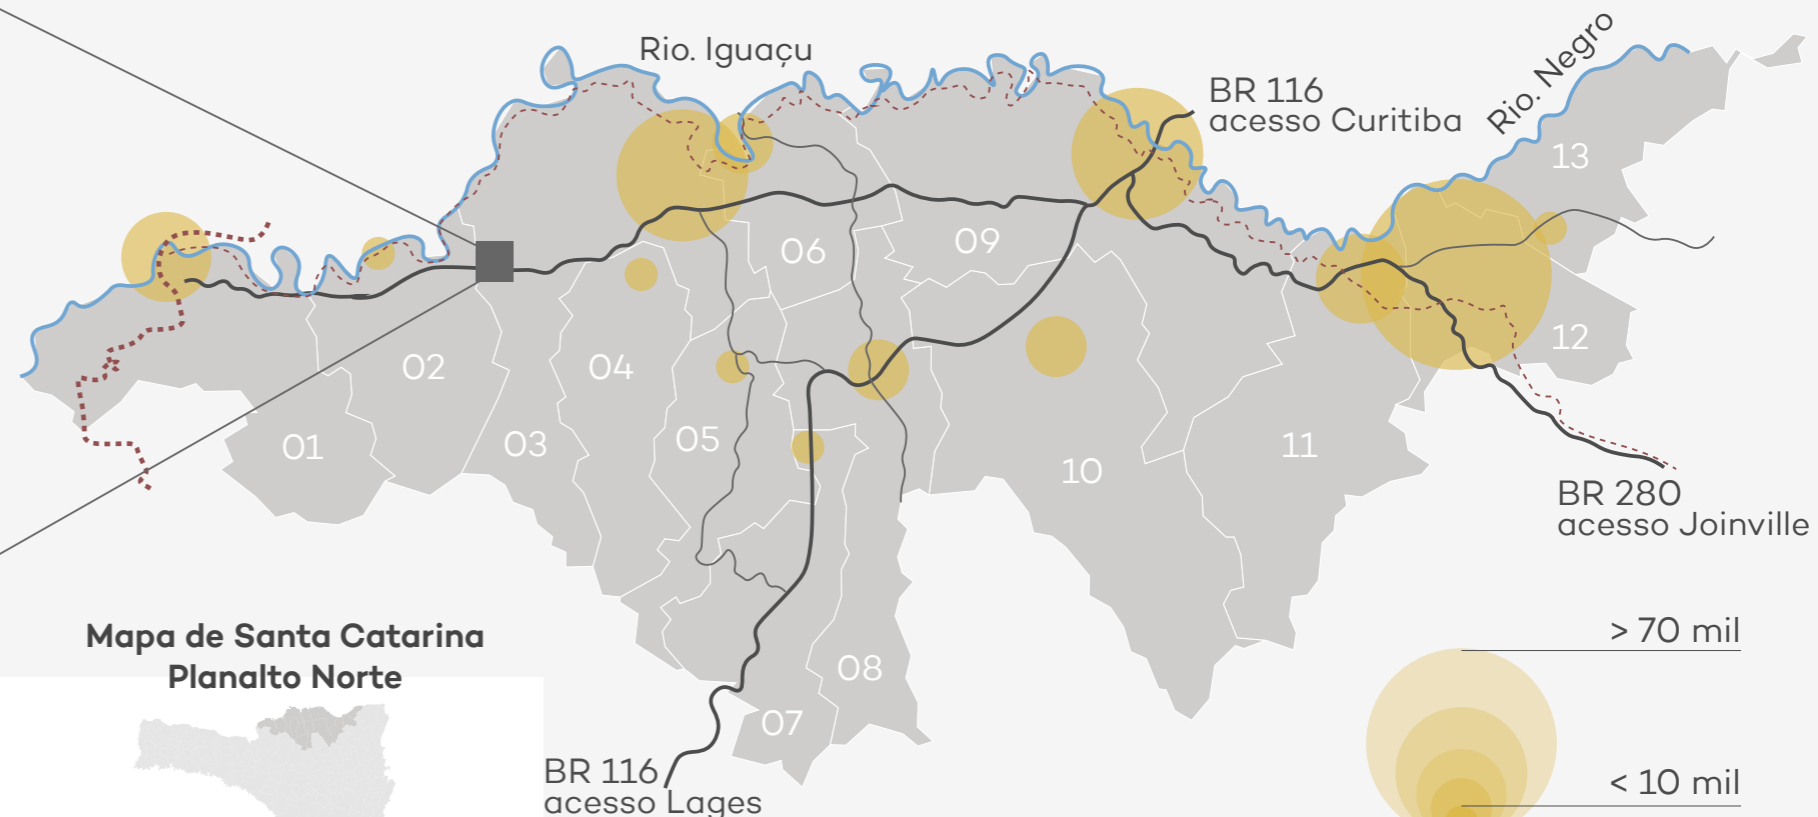 Rio. Iguaçu
BR 116
acesso Curitiba
Rio. Negro
13
06
09
12
02
04
01
03
05
10
11
BR 280
acesso Joinville
Mapa de Santa Catarina
Planalto Norte
08
07
BR 116
acesso Lages
> 70 mil
< 10 mil